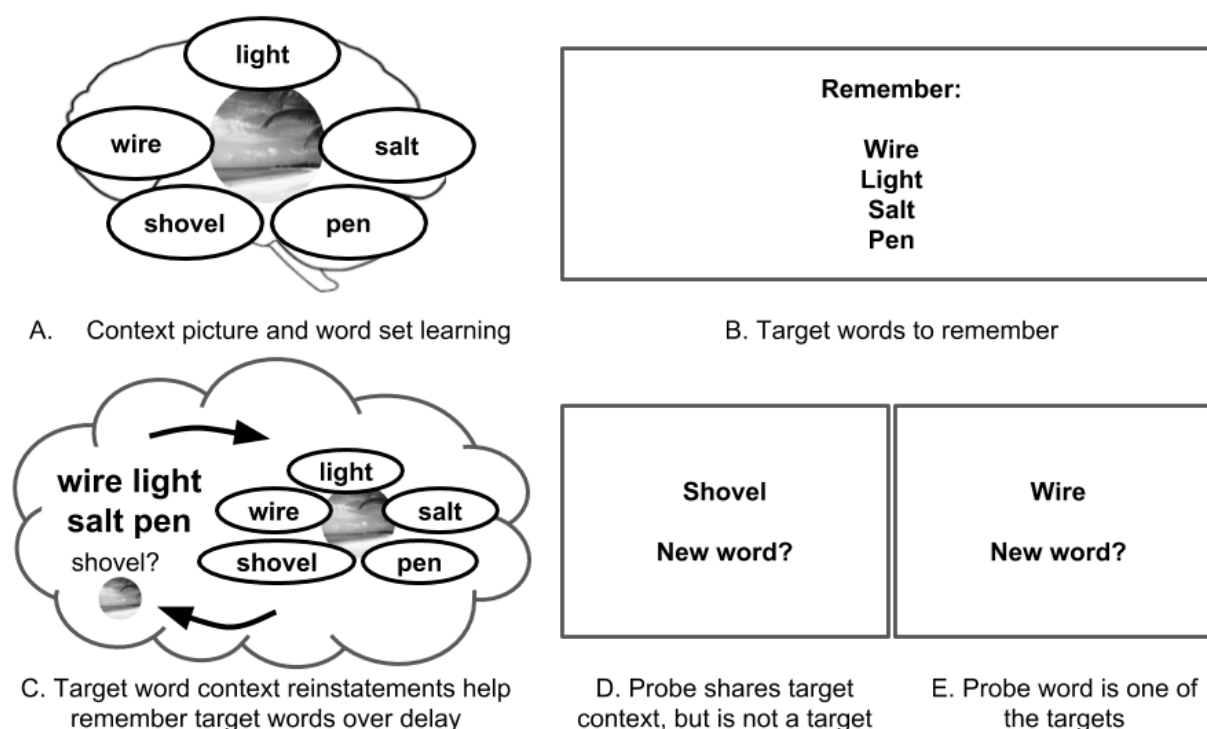 light
wire
salt
shovel
pen
A. Context picture and word set learning
Remember:
Wire
Light
Salt
Pen
B. Target words to remember
wire light
salt pen
shovel?
light
wire
salt
shovel
pen
C. Target word context reinstatements help
remember target words over delay
Shovel
New word?
D. Probe shares target
context, but is not a target
Wire
New word?
E. Probe word is one of
the targets